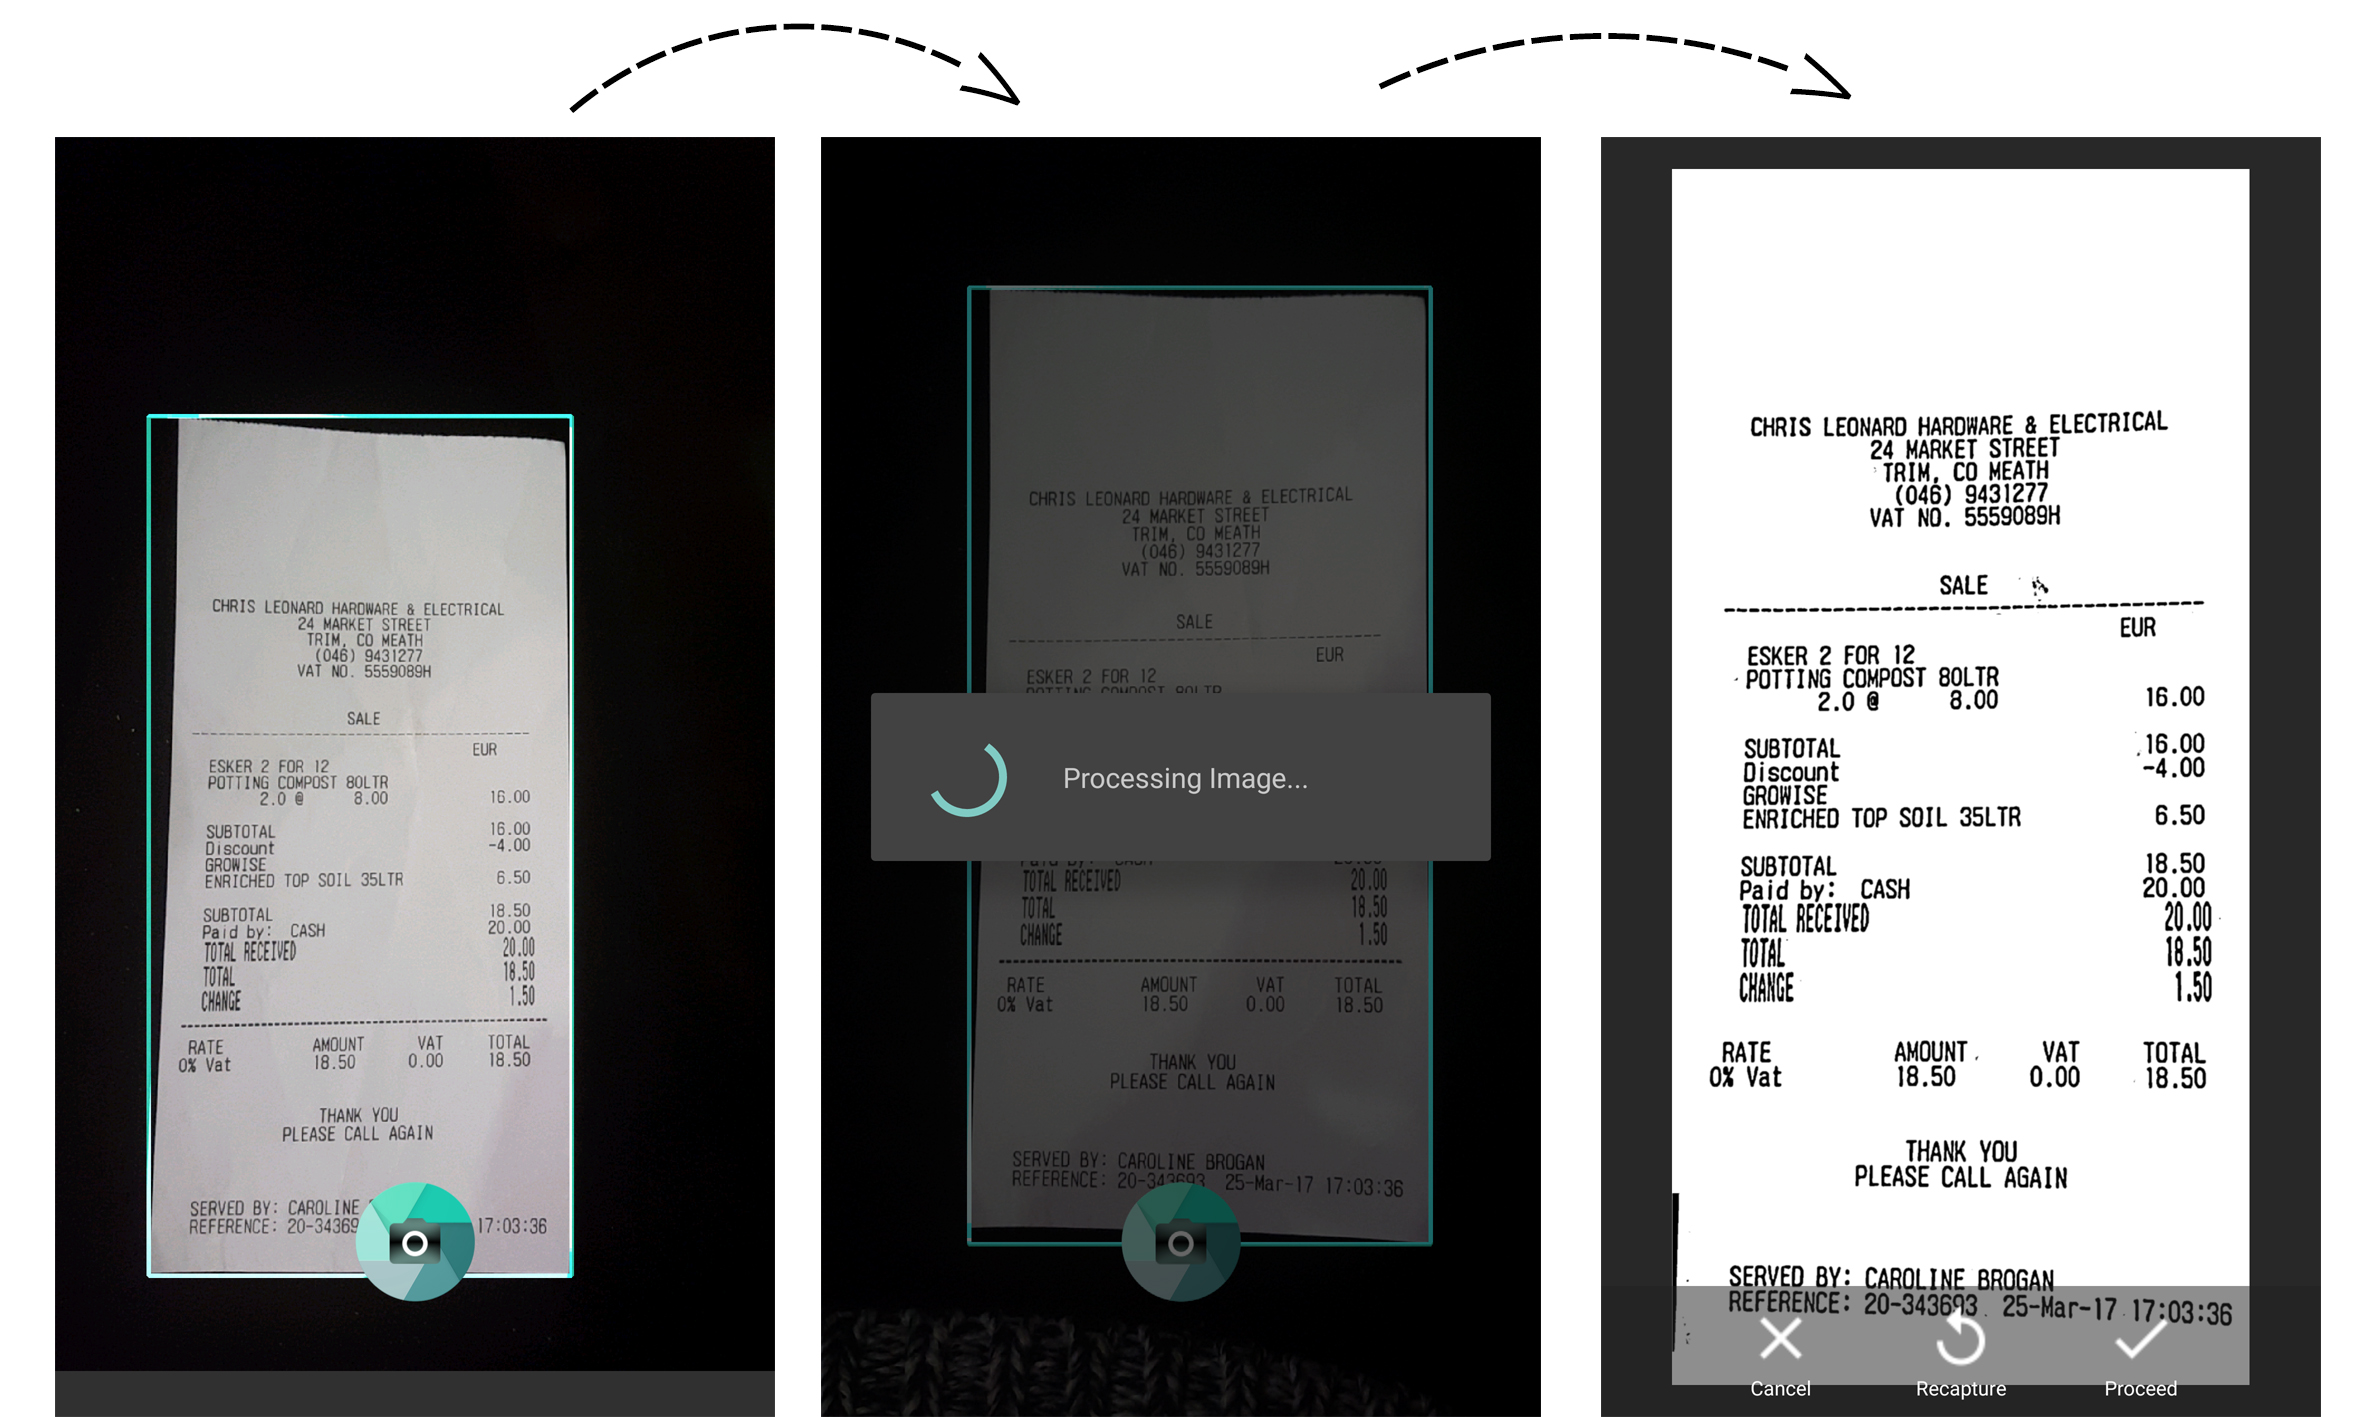 CHRIS LEONARD HARDWARE & ELECTRICAL
24 MARKET STREET
TRIM, CO MEATH
(046) 9431277
VAT NO. 5559089H
SALE
EUR
ESKER 2 FOR 12
POTTING COMPOST 80LTR
2.0 @ 8.00 16.00
SUBTOTAL 16.00
Discount -4.00
GROWISE
ENRICHED TOP SOIL 35LTR 6.50
SUBTOTAL 18.50
Paid by: CASH 20.00
TOTAL RECEIVED 20.00
TOTAL 18.50
CHANGE 1.50
RATE AMOUNT VAT TOTAL
0% Vat 18.50 0.00 18.50
THANK YOU
PLEASE CALL AGAIN
SERVED BY: CAROLINE
REFERENCE: 20-34369 17:03:36
CHRIS LEONARD HARDWARE & ELECTRICAL
24 MARKET STREET
TRIM, CO MEATH
(046) 9431277
VAT NO. 5559089H
SALE
EUR
ESKER 2 FOR 12
POTTING COMPOST 80LTR
Processing Image...
Paid by: CASH 20.00
TOTAL RECEIVED 20.00
TOTAL 18.50
CHANGE 1.50
RATE AMOUNT VAT TOTAL
0% Vat 18.50 0.00 18.50
THANK YOU
PLEASE CALL AGAIN
SERVED BY: CAROLINE BROGAN
REFERENCE: 20-343693 25-Mar-17 17:03:36
CHRIS LEONARD HARDWARE & ELECTRICAL
24 MARKET STREET
TRIM, CO MEATH
(046) 9431277
VAT NO. 5559089H
SALE
EUR
ESKER 2 FOR 12
POTTING COMPOST 80LTR
2.0 @ 8.00 16.00
SUBTOTAL 16.00
Discount -4.00
GROWISE
ENRICHED TOP SOIL 35LTR 6.50
SUBTOTAL 18.50
Paid by: CASH 20.00
TOTAL RECEIVED 20.00
TOTAL 18.50
CHANGE 1.50
RATE AMOUNT VAT TOTAL
0% Vat 18.50 0.00 18.50
THANK YOU
PLEASE CALL AGAIN
SERVED BY: CAROLINE BROGAN
REFERENCE: 20-343693 25-Mar-17 17:03:36
Cancel Recapture Proceed